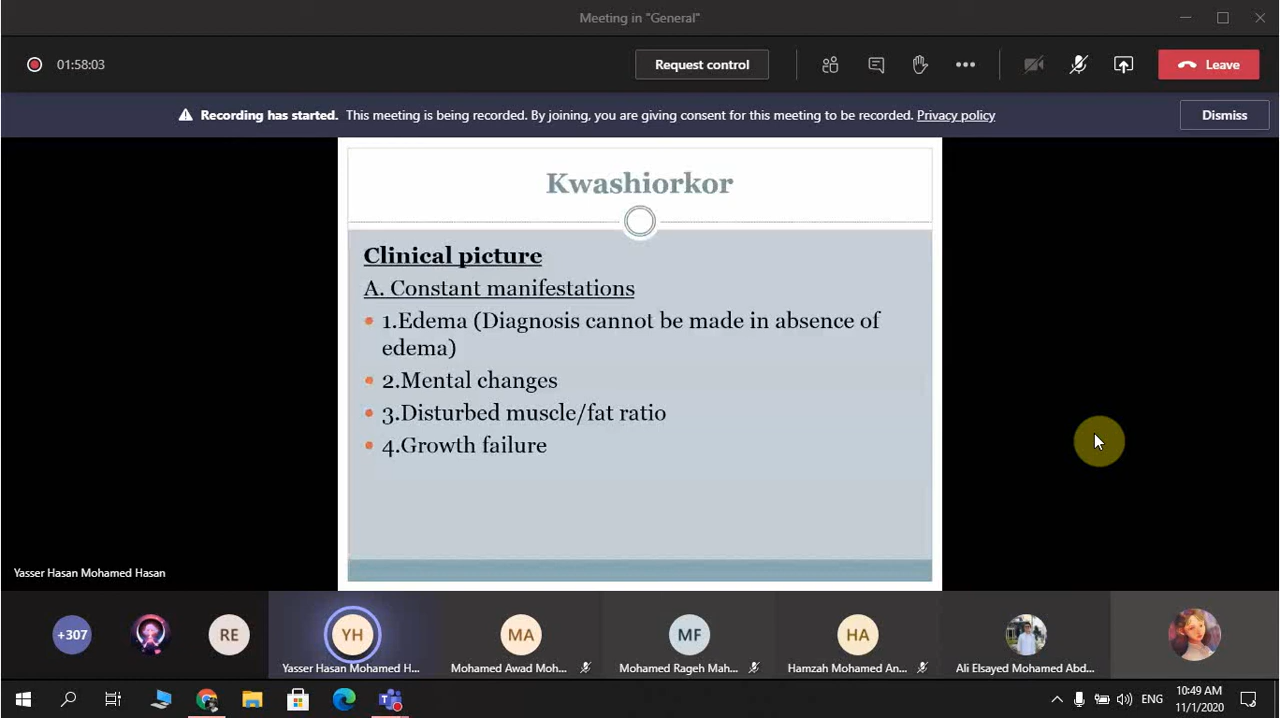 Meeting in "General"
01:58:03
Request control
Leave
Recording has started. This meeting is being recorded. By joining, you are giving consent for this meeting to be recorded. Privacy policy
Dismiss
Kwashiorkor
Clinical picture
A. Constant manifestations
1.Edema (Diagnosis cannot be made in absence of
edema)
2.Mental changes
3.Disturbed muscle/fat ratio
4.Growth failure
Yasser Hasan Mohamed Hasan
+307
RE
YH
MA
MF
HA
Yasser Hasan Mohamed H...
Mohamed Awad Moh...
Mohamed Rageh Mah...
Hamzah Mohamed An...
Ali Elsayed Mohamed Abd...
ENG
10:49 AM
11/1/2020